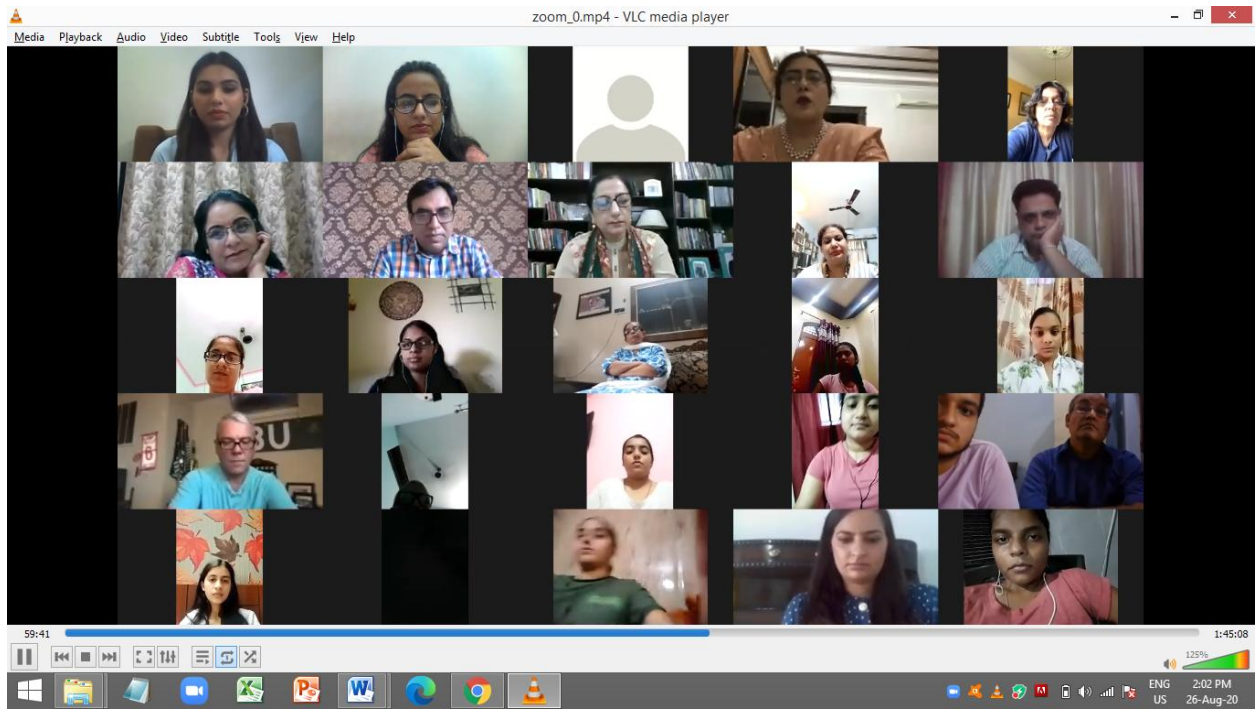 zoom_0.mp4 - VLC media player
Media Playback Audio Video Subtitle Tools View Help
BU
59:41
1:45:08
125%
ENG 2:02 PM
US 26-Aug-20